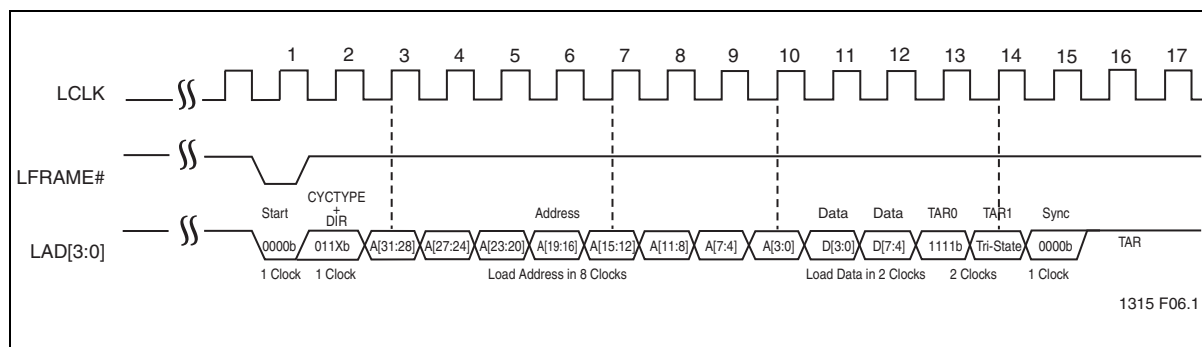 1 2 3 4 5 6 7 8 9 10 11 12 13 14 15 16 17
LCLK
LFRAME#
Start
CYCTYPE
+
DIR
Address
Data Data TAR0 TAR1 Sync
LAD[3:0]
0000b 011Xb A[31:28] A[27:24] A[23:20] A[19:16] A[15:12] A[11:8] A[7:4] A[3:0] D[3:0] D[7:4] 1111b Tri-State 0000b TAR
1 Clock 1 Clock Load Address in 8 Clocks Load Data in 2 Clocks 2 Clocks 1 Clock
1315 F06.1